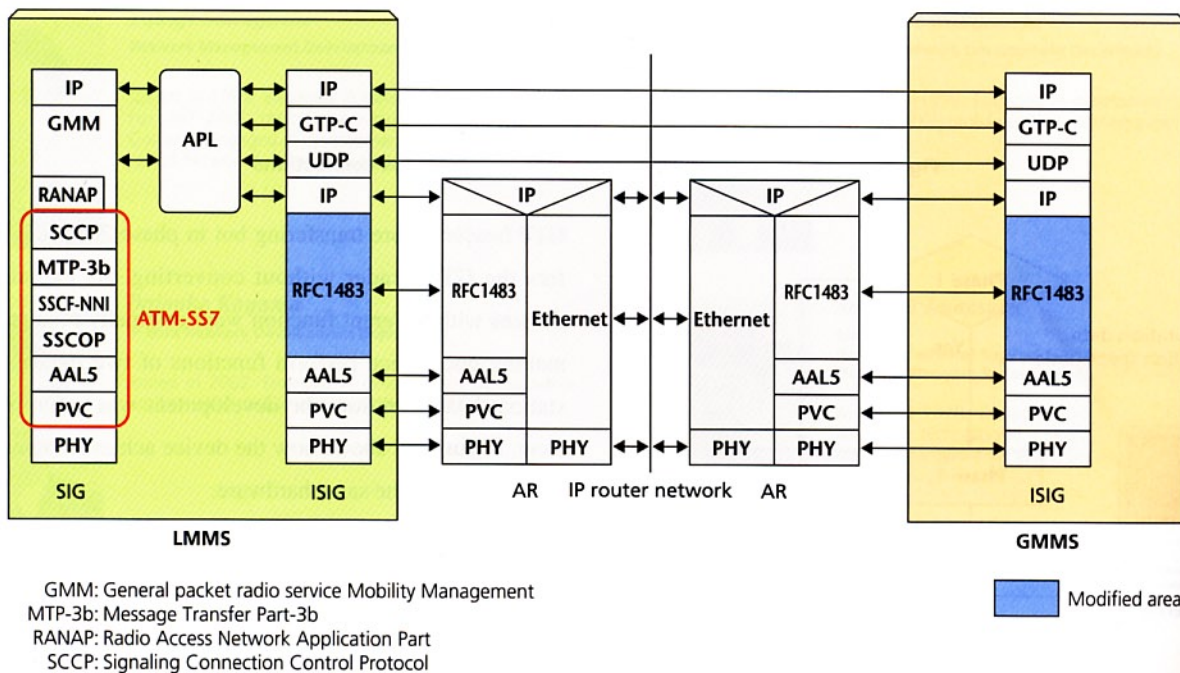 IP
GMM
RANAP
SCCP
MTP-3b
SSCF-NNI
SSCOP
AAL5
PVC
PHY
SIG
ATM-SS7
APL
IP
GTP-C
UDP
IP
RFC1483
AAL5
PVC
PHY
ISIG
LMMS
IP
RFC1483
Ethernet
AAL5
PVC
PHY
PHY
AR
IP router network
IP
Ethernet
RFC1483
AAL5
PVC
PHY
PHY
AR
IP
GTP-C
UDP
IP
RFC1483
AAL5
PVC
PHY
ISIG
GMMS
GMM: General packet radio service Mobility Management
MTP-3b: Message Transfer Part-3b
RANAP: Radio Access Network Application Part
SCCP: Signaling Connection Control Protocol
Modified area